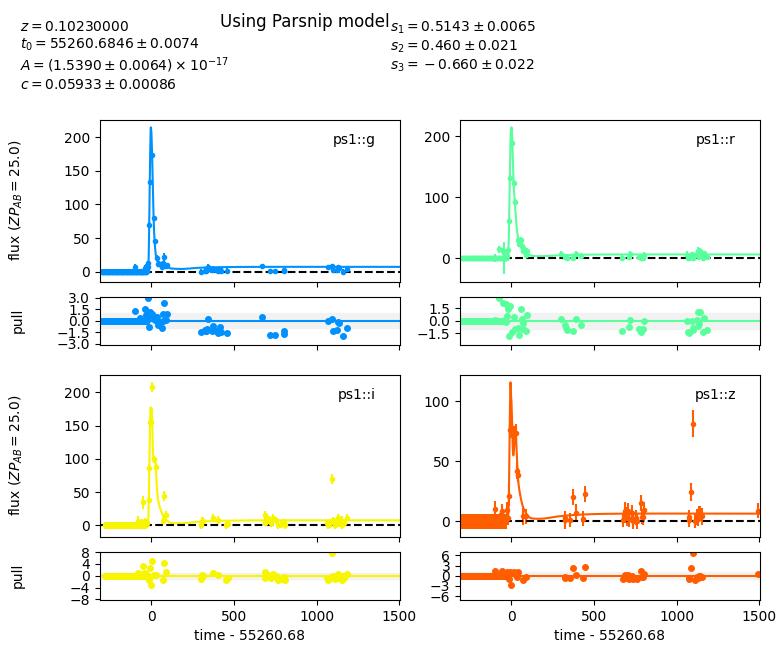 Using Parsnip model
z = 0.10230000
t₀ = 55260.6846 ± 0.0074
A = (1.5390 ± 0.0064) × 10⁻¹⁷
c = 0.05933 ± 0.00086
s₁ = 0.5143 ± 0.0065
s₂ = 0.460 ± 0.021
s₃ = −0.660 ± 0.022
flux (ZP_AB = 25.0)
200
150
100
50
0
ps1::g
200
100
0
ps1::r
pull
3.0
1.5
0.0
−1.5
−3.0
1.5
0.0
−1.5
flux (ZP_AB = 25.0)
200
150
100
50
0
ps1::i
100
50
0
ps1::z
pull
8
4
0
−4
−8
6
3
0
−3
−6
0
500
1000
1500
0
500
1000
1500
time - 55260.68
time - 55260.68